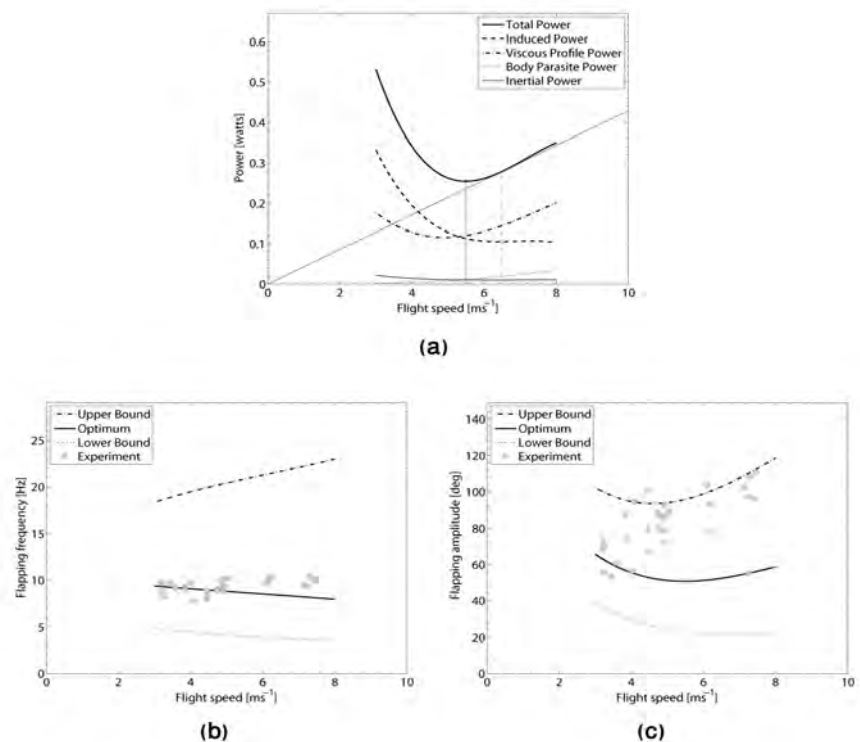 Total Power
Induced Power
Viscous Profile Power
Body Parasite Power
Inertial Power
0.6
0.5
0.4
0.3
0.2
0.1
0
Power [watts]
0 2 4 6 8 10
Flight speed [ms⁻¹]
(a)
Upper Bound
Optimum
Lower Bound
Experiment
25
20
15
10
5
0
Flapping frequency [Hz]
0 2 4 6 8 10
Flight speed [ms⁻¹]
(b)
Upper Bound
Optimum
Lower Bound
Experiment
140
120
100
80
60
40
20
0
Flapping amplitude [deg]
0 2 4 6 8 10
Flight speed [ms⁻¹]
(c)